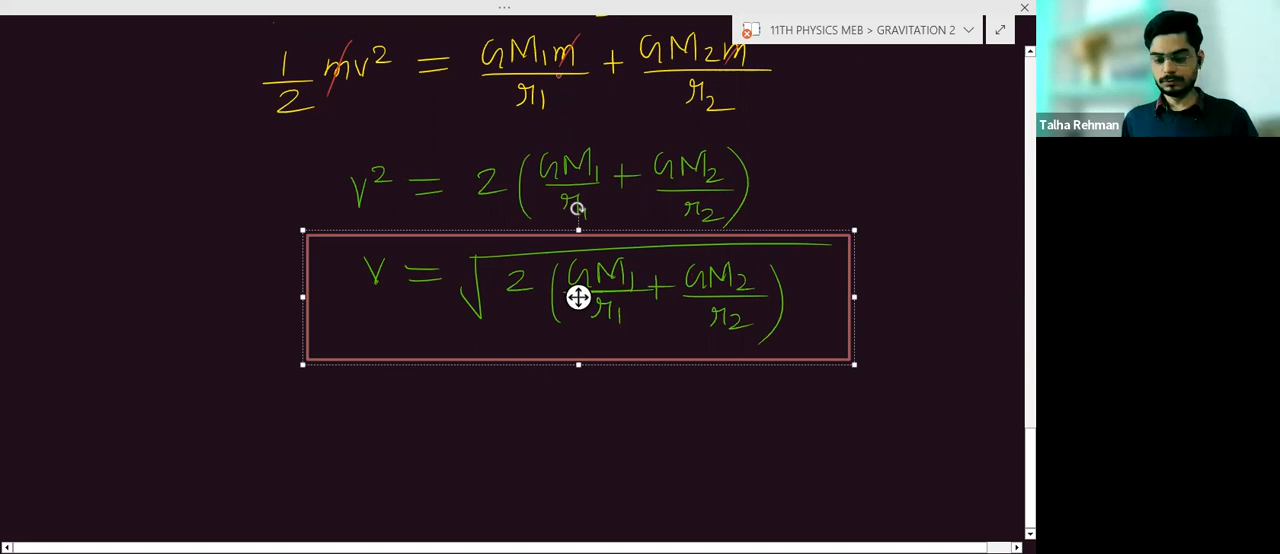 11TH PHYSICS MEB > GRAVITATION 2
1/2 mv² = GM₁m/r₁ + GM₂m/r₂
v² = 2 (GM₁/r₁ + GM₂/r₂)
v = √2 (GM₁/r₁ + GM₂/r₂)
Talha Rehman